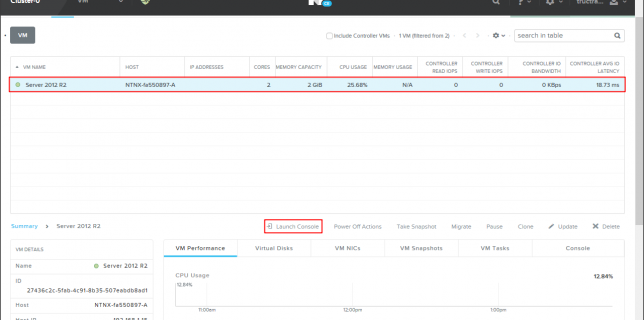 Cluster-0 VM
VM
Include Controller VMs · 1 VM (filtered from 2) · < > · search in table
VM NAME HOST IP ADDRESSES CORES MEMORY CAPACITY CPU USAGE MEMORY USAGE CONTROLLER READ IOPS CONTROLLER WRITE IOPS CONTROLLER IO BANDWIDTH CONTROLLER AVG IO LATENCY
Server 2012 R2 NTNX-fa550897-A 2 2 GiB 25.68% N/A 0 0 0 KBps 18.73 ms
Summary > Server 2012 R2 Launch Console Power Off Actions Take Snapshot Migrate Pause Clone Update Delete
VM DETAILS VM Performance Virtual Disks VM NICs VM Snapshots VM Tasks Console
Name Server 2012 R2
CPU Usage 12.84%
ID
12.84%
27436c2c-5fab-4c91-8b35-507eabdb8ad1
Host NTNX-fa550897-A
11:00am 12:00pm 1:00pm
Host IP